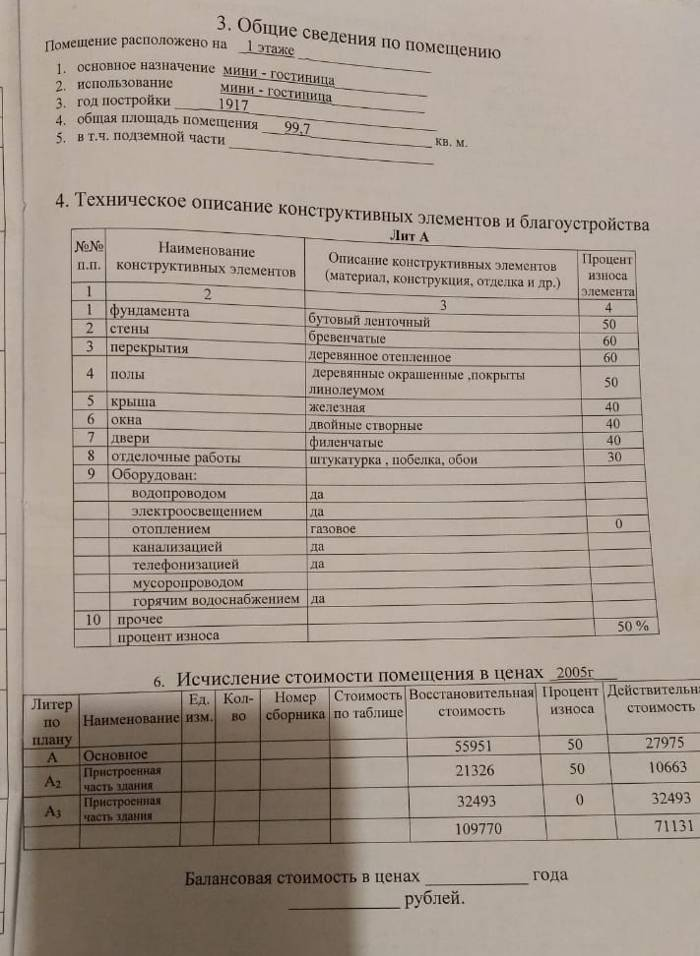 3. Общие сведения по помещению
Помещение расположено на 1 этаже
1. основное назначение мини - гостиница
2. использование мини - гостиница
3. год постройки 1917
4. общая площадь помещения 99,7 кв. м.
5. в т.ч. подземной части
4. Техническое описание конструктивных элементов и благоустройства
Лит А
№№ п.п. Наименование конструктивных элементов Описание конструктивных элементов (материал, конструкция, отделка и др.) Процент износа элемента
1 2 3 4
1 фундамента бутовый ленточный 50
2 стены бревенчатые 60
3 перекрытия деревянное отепленное 60
4 полы деревянные окрашенные ,покрыты линолеумом 50
5 крыша железная 40
6 окна двойные створные 40
7 двери филенчатые 40
8 отделочные работы штукатурка , побелка, обои 30
9 Оборудован:
водопроводом да
электроосвещением да
отоплением газовое 0
канализацией да
телефонизацией да
мусоропроводом
горячим водоснабжением да
10 прочее
процент износа 50 %
6. Исчисление стоимости помещения в ценах 2005г
Литер по плану Наименование Ед. изм. Кол-во Номер сборника Стоимость по таблице Восстановительная стоимость Процент износа Действительн стоимость
А Основное 55951 50 27975
А2 Пристроенная часть здания 21326 50 10663
А3 Пристроенная часть здания 32493 0 32493
109770 71131
Балансовая стоимость в ценах года
рублей.